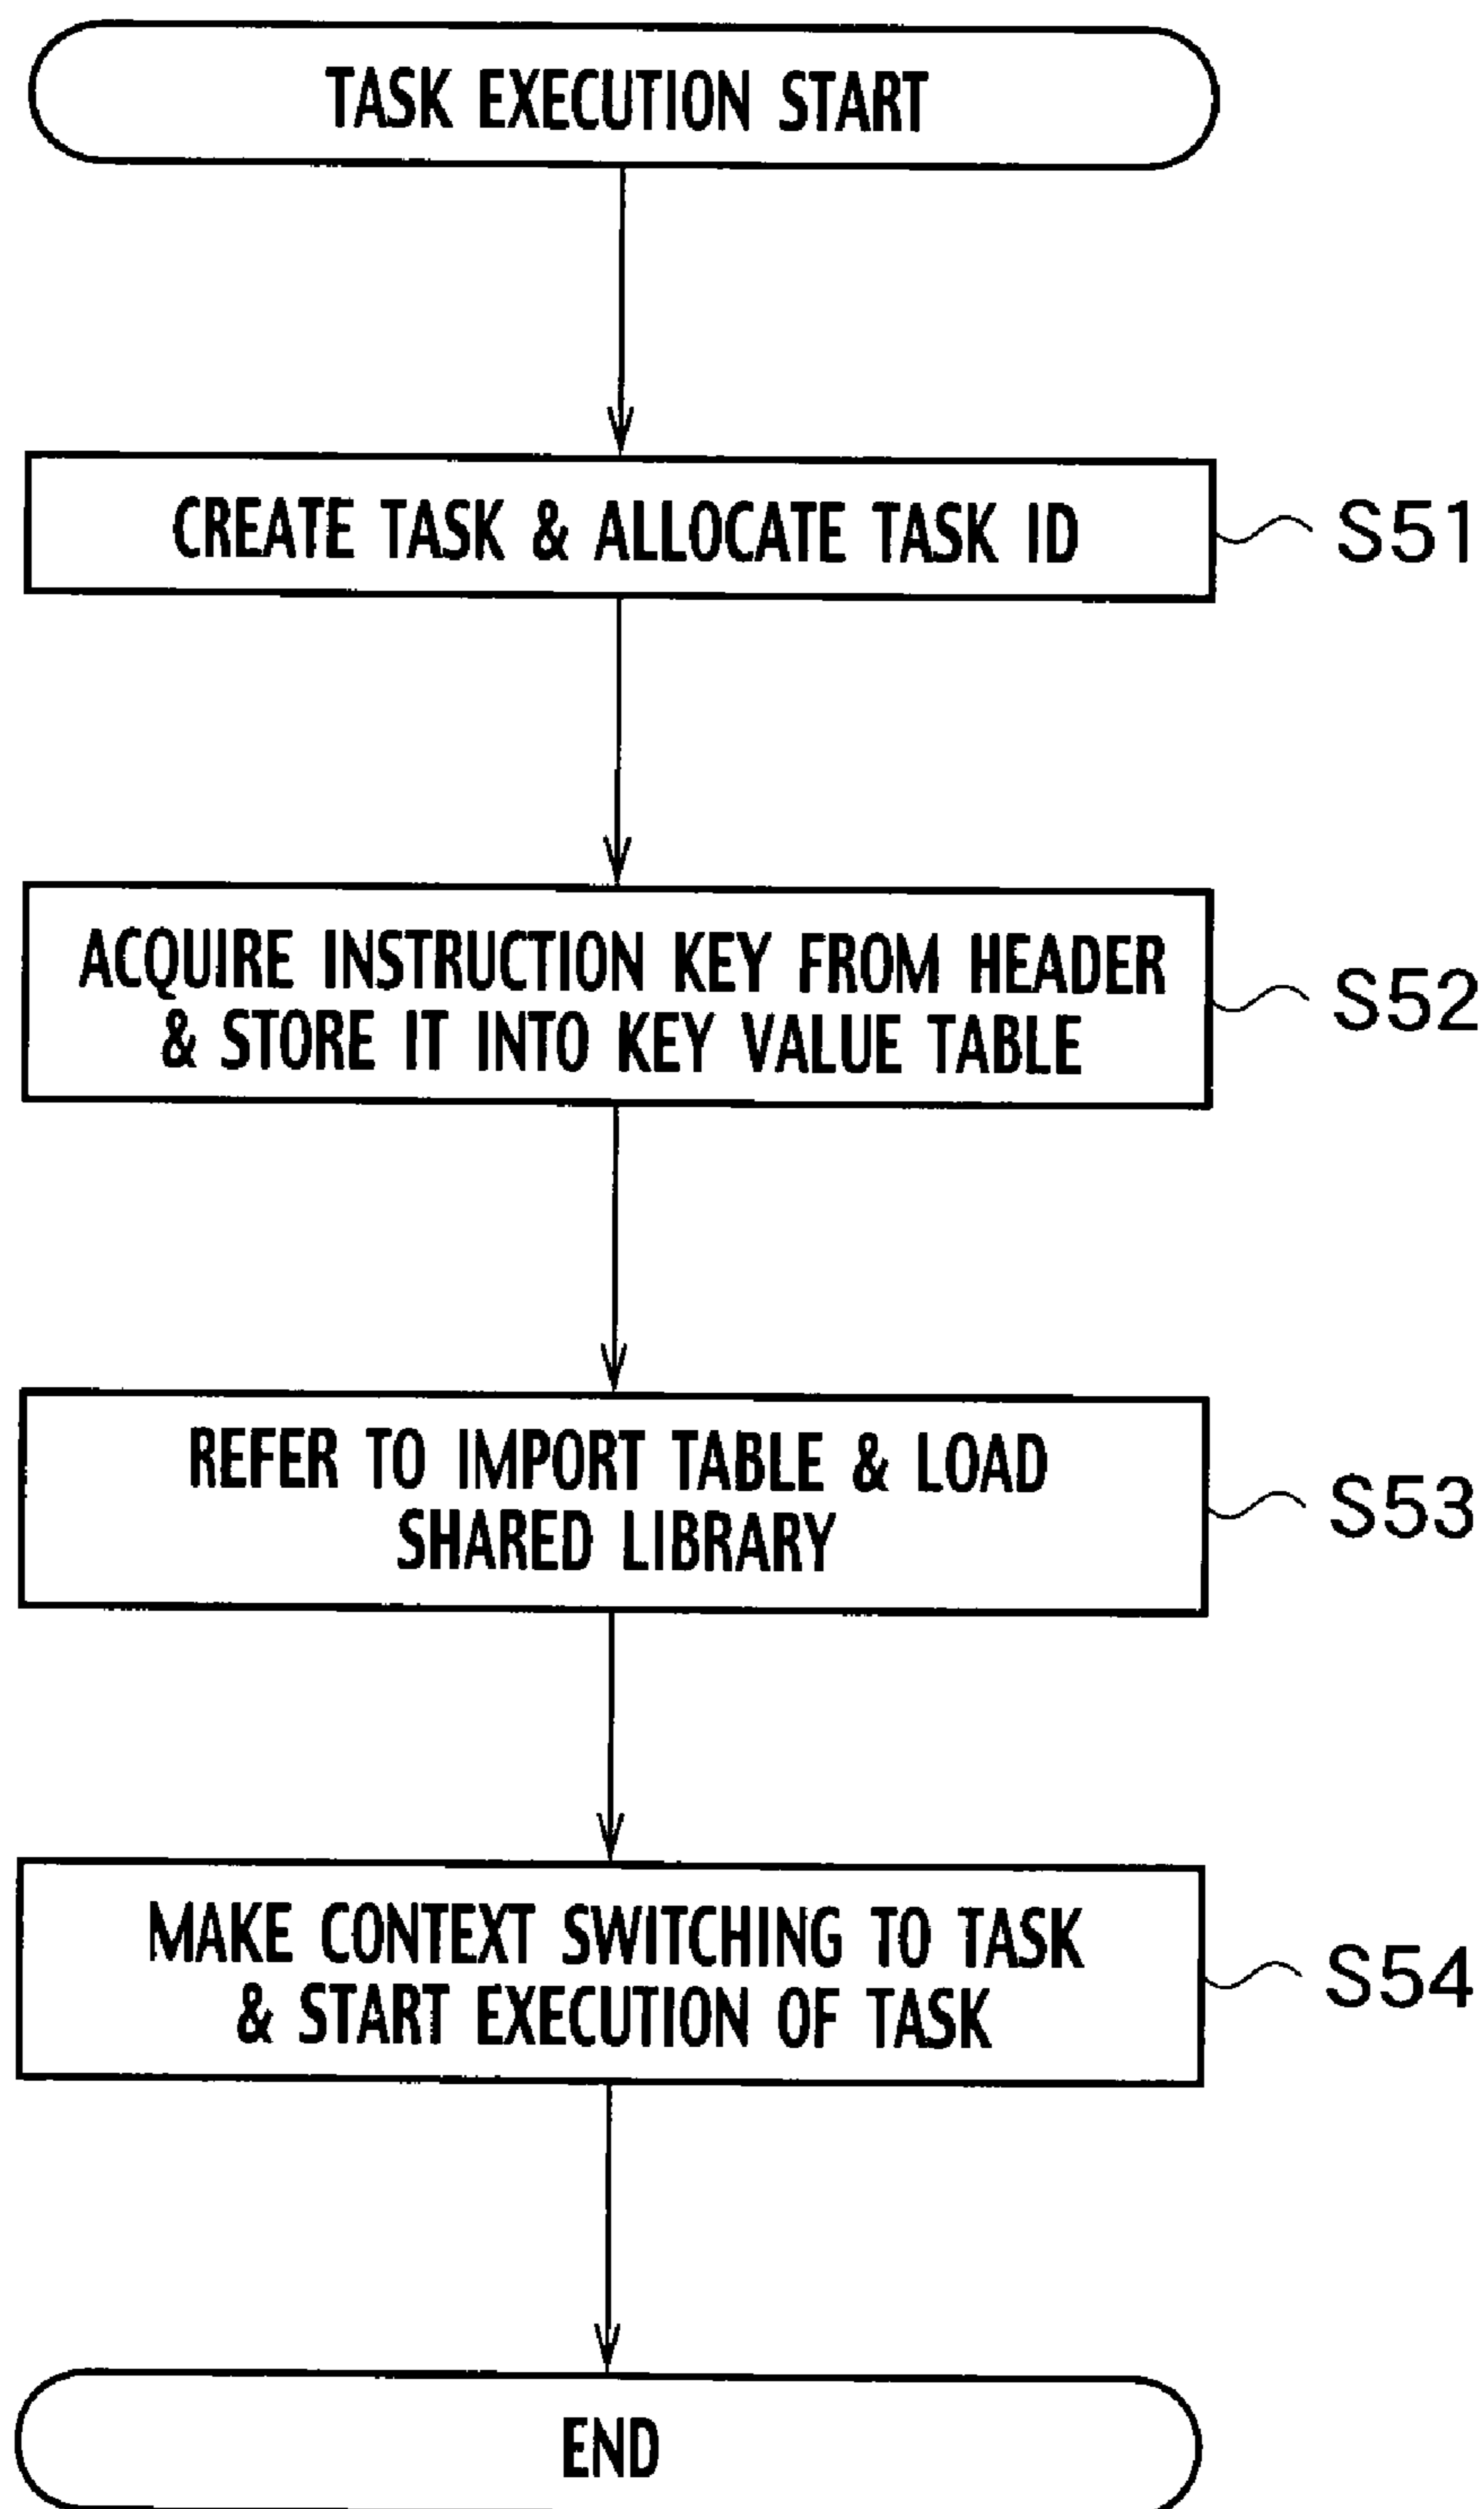 TASK EXECUTION START
CREATE TASK & ALLOCATE TASK ID
S51
ACQUIRE INSTRUCTION KEY FROM HEADER
& STORE IT INTO KEY VALUE TABLE
S52
REFER TO IMPORT TABLE & LOAD
SHARED LIBRARY
S53
MAKE CONTEXT SWITCHING TO TASK
& START EXECUTION OF TASK
S54
END